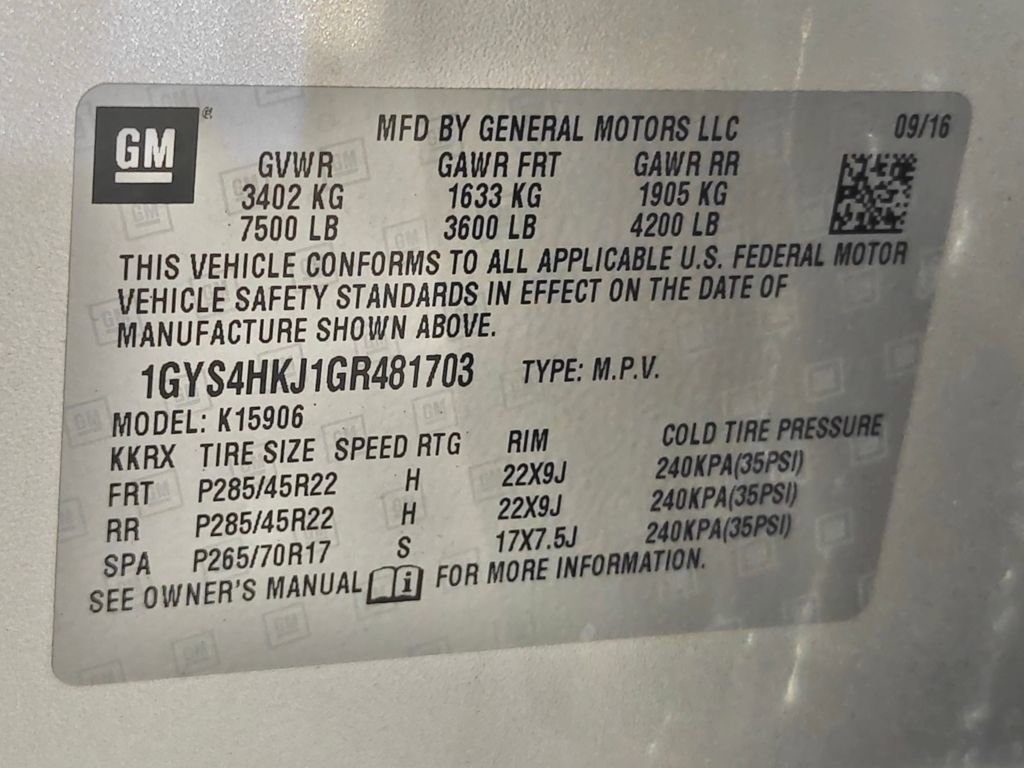 GM ®
MFD BY GENERAL MOTORS LLC 09/16
GVWR GAWR FRT GAWR RR
3402 KG 1633 KG 1905 KG
7500 LB 3600 LB 4200 LB
THIS VEHICLE CONFORMS TO ALL APPLICABLE U.S. FEDERAL MOTOR
VEHICLE SAFETY STANDARDS IN EFFECT ON THE DATE OF
MANUFACTURE SHOWN ABOVE.
1GYS4HKJ1GR481703 TYPE: M.P.V.
MODEL: K15906
KKRX TIRE SIZE SPEED RTG RIM COLD TIRE PRESSURE
FRT P285/45R22 H 22X9J 240KPA(35PSI)
RR P285/45R22 H 22X9J 240KPA(35PSI)
SPA P265/70R17 S 17X7.5J 240KPA(35PSI)
SEE OWNER'S MANUAL i FOR MORE INFORMATION.